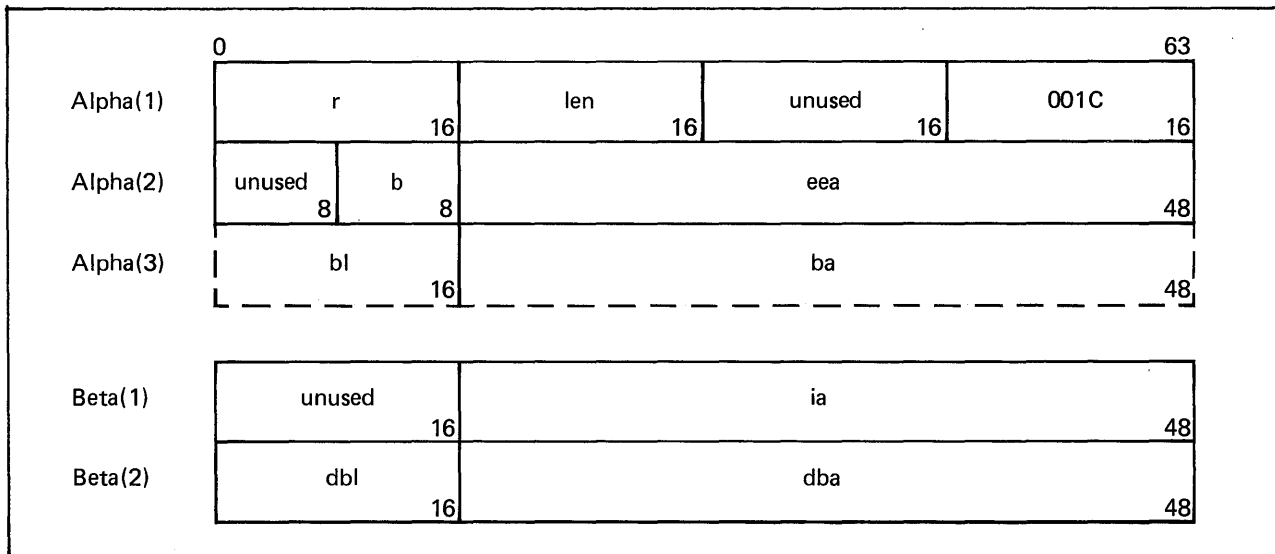 0 63
Alpha(1) r 16 len 16 unused 16 001C 16
Alpha(2) unused 8 b 8 eea 48
Alpha(3) bl 16 ba 48
Beta(1) unused 16 ia 48
Beta(2) dbl 16 dba 48